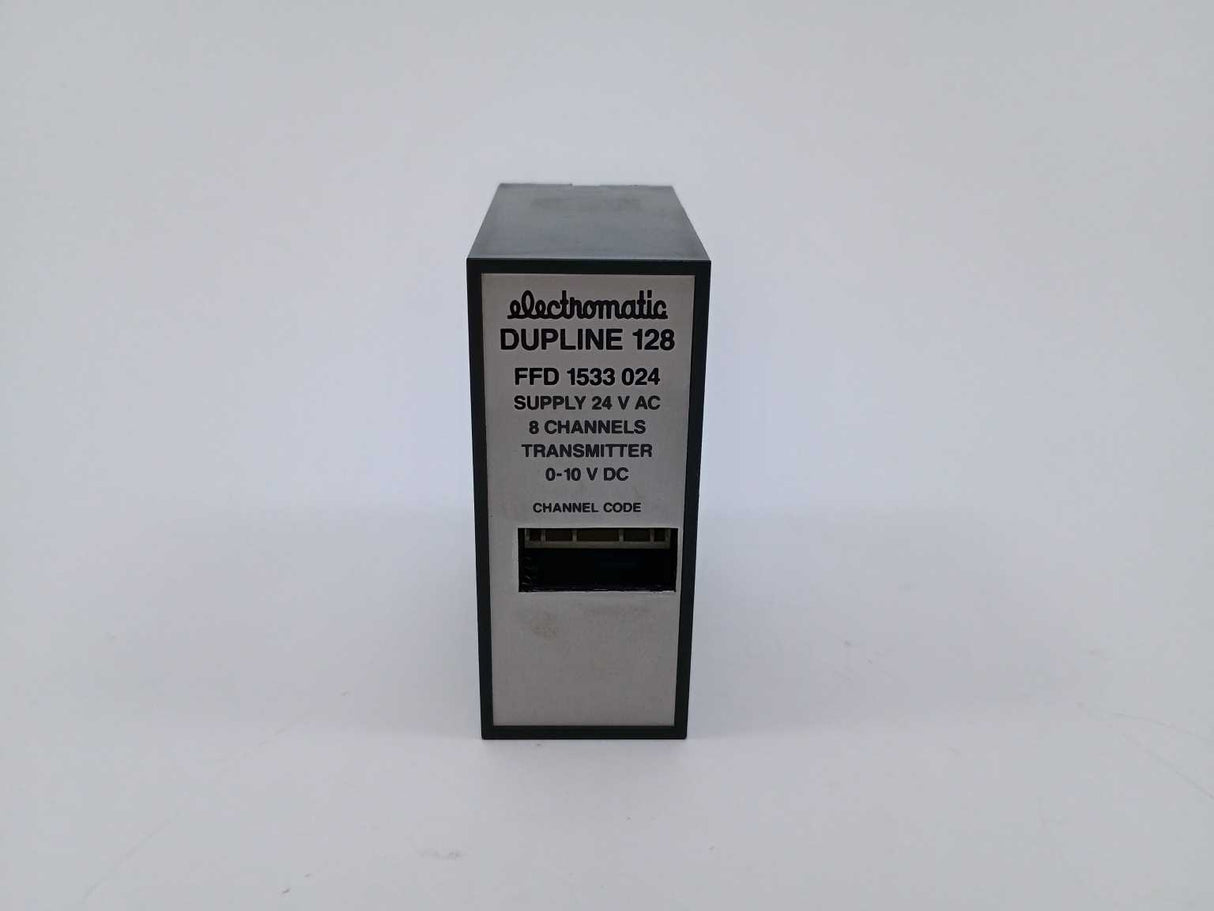 electromatic
DUPLINE 128
FFD 1533 024
SUPPLY 24 V AC
8 CHANNELS
TRANSMITTER
0-10 V DC
CHANNEL CODE